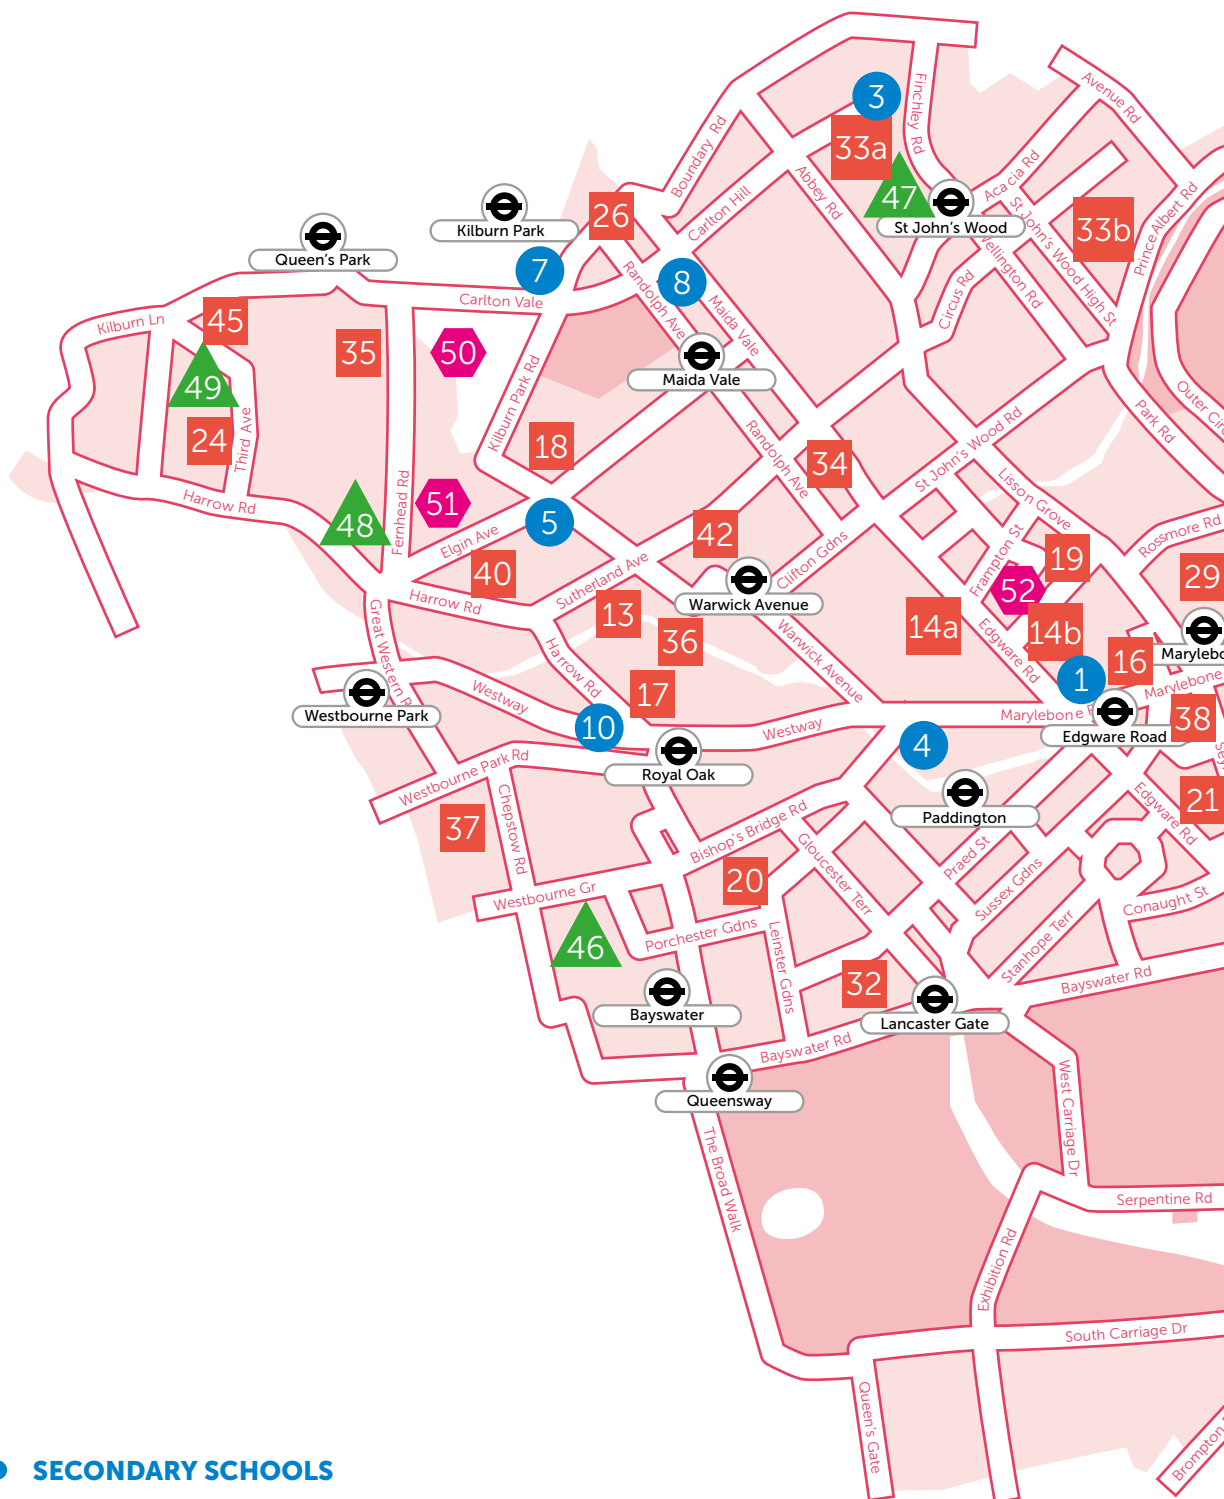 3
33a
47
Finchley Rd
Avenue Rd
Boundary Rd
Abbey Rd
Acacia Rd
St John's Wood
33b
Prince Albert Rd
St John's Wood High St
Wellington Rd
Circus Rd
Carlton Hill
26
Kilburn Park
7
8
Queen's Park
Carlton Vale
Randolph Ave
Maida Vale
Maida Vale
Kilburn Ln
45
35
50
49
24
Third Ave
Kilburn Park Rd
18
Randolph Ave
34
St John's Wood Rd
Park Rd
Lisson Grove
Rossmore Rd
Harrow Rd
48
Fernhead Rd
51
Elgin Ave
5
42
40
Harrow Rd
Sutherland Ave
13
36
Warwick Avenue
Clifton Gdns
Frampton St
19
52
29
14a
14b
Edgware Rd
16
1
38
Edgware Road
Warwick Avenue
Great Western Rd
Westbourne Park
Westway
Harrow Rd
17
10
Royal Oak
Westway
4
Paddington
21
Edgware Rd
Westbourne Park Rd
37
Chepstow Rd
Westbourne Gr
Bishop's Bridge Rd
20
Gloucester Terr
Praed St
Sussex Gdns
Stanhope Terr
Conaught St
46
Porchester Gdns
Leinster Gdns
32
Bayswater
Lancaster Gate
Bayswater Rd
Bayswater Rd
Queensway
The Broad Walk
West Carriage Dr
Serpentine Rd
Exhibition Rd
South Carriage Dr
Queen's Gate
Brompton
SECONDARY SCHOOLS